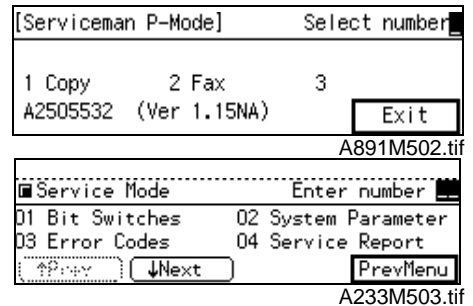 [Serviceman P-Mode] Select number
1 Copy 2 Fax 3
A2505532 (Ver 1.15NA) Exit
A891M502.tif
Service Mode Enter number
01 Bit Switches 02 System Parameter
03 Error Codes 04 Service Report
↑Prev ↓Next PrevMenu
A233M503.tif